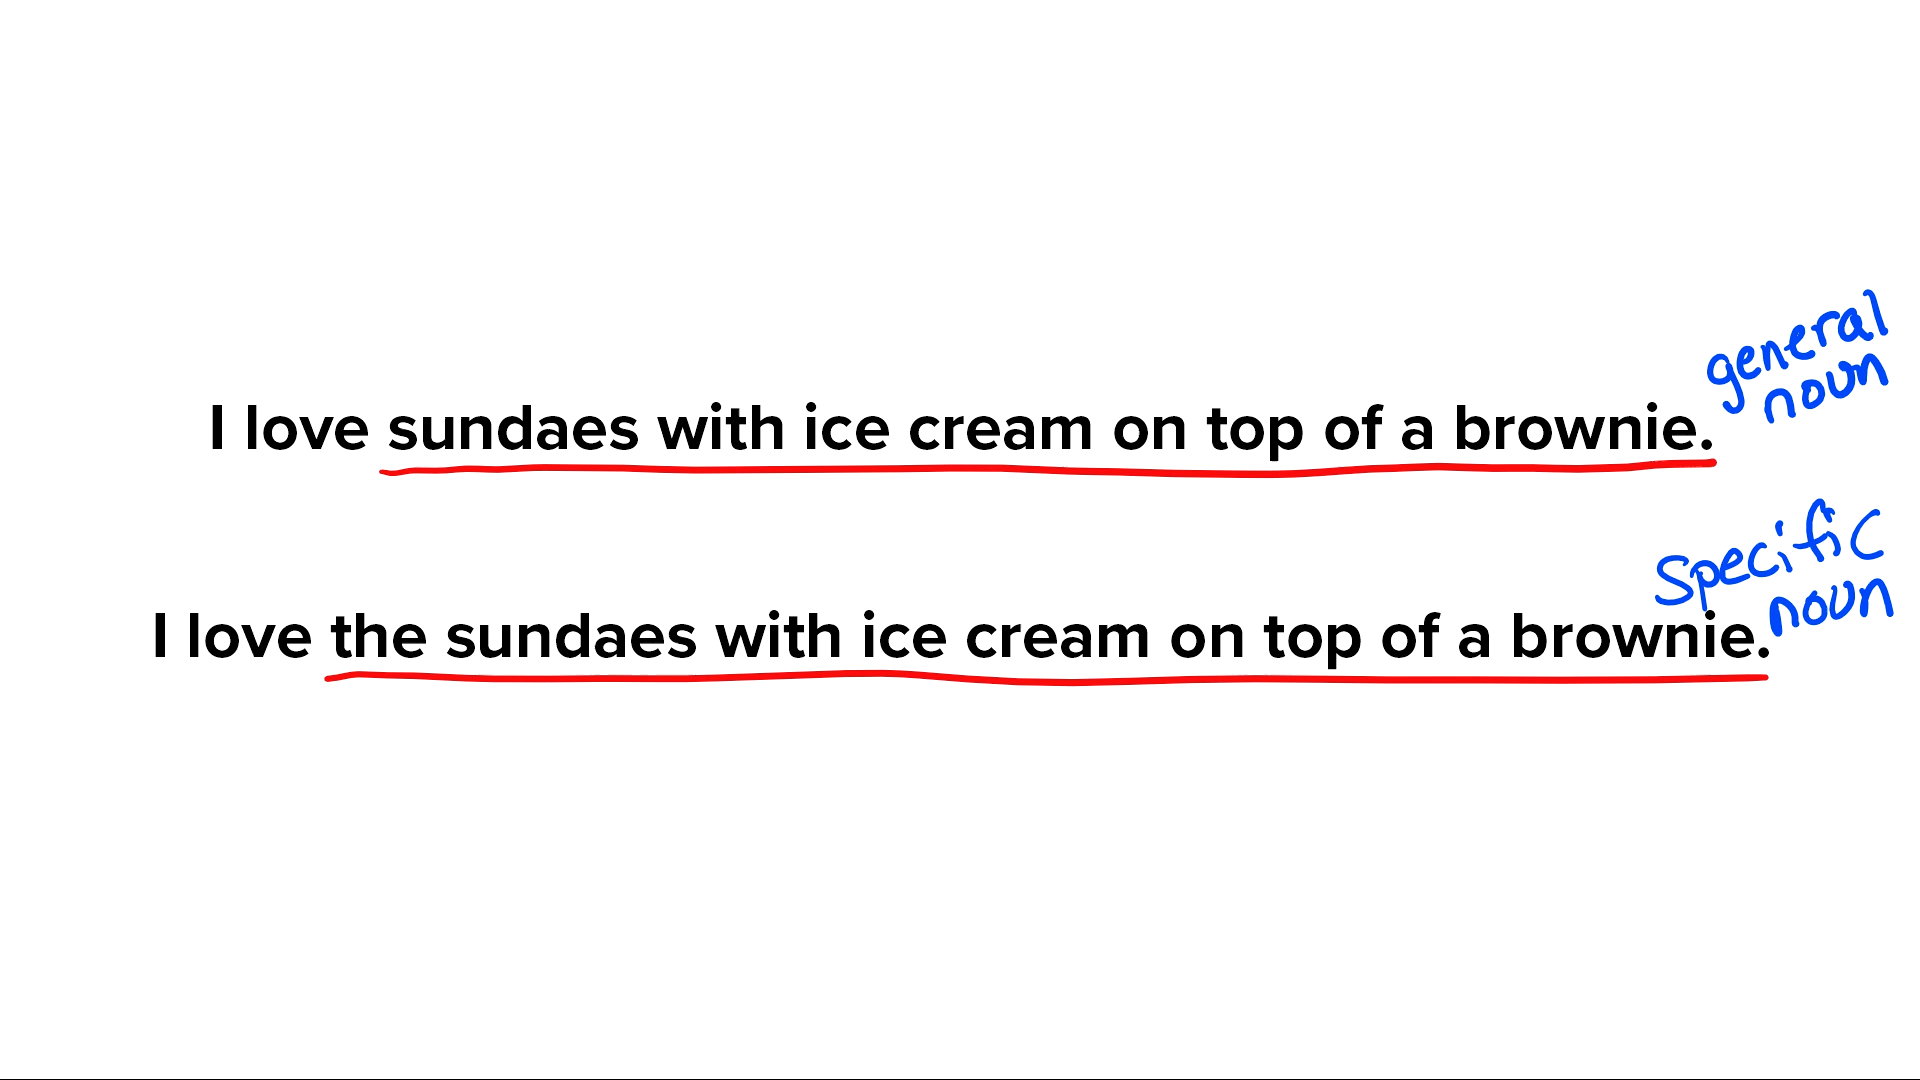 general
noun
I love sundaes with ice cream on top of a brownie.
specific
noun
I love the sundaes with ice cream on top of a brownie.